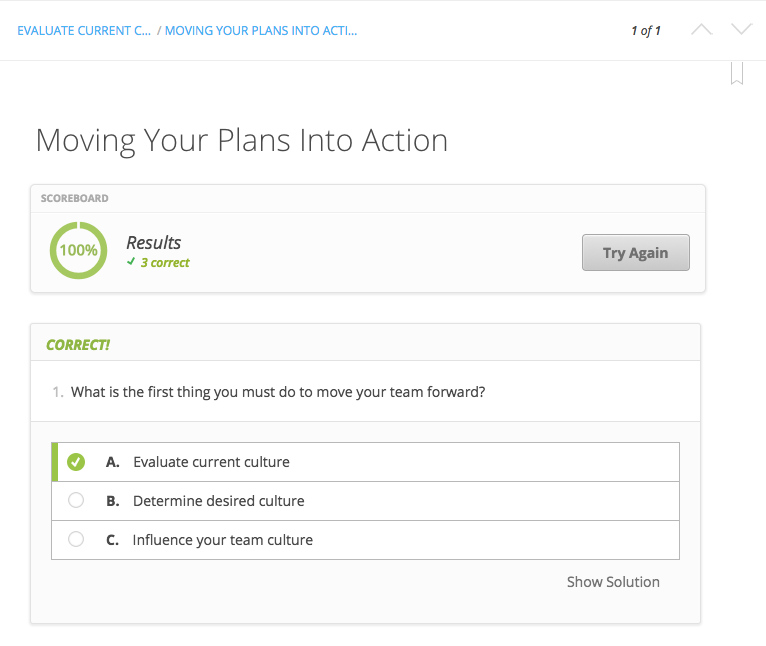 EVALUATE CURRENT C... / MOVING YOUR PLANS INTO ACTI...
1 of 1
Moving Your Plans Into Action
SCOREBOARD
100%
Results
3 correct
Try Again
CORRECT!
1. What is the first thing you must do to move your team forward?
A. Evaluate current culture
B. Determine desired culture
C. Influence your team culture
Show Solution